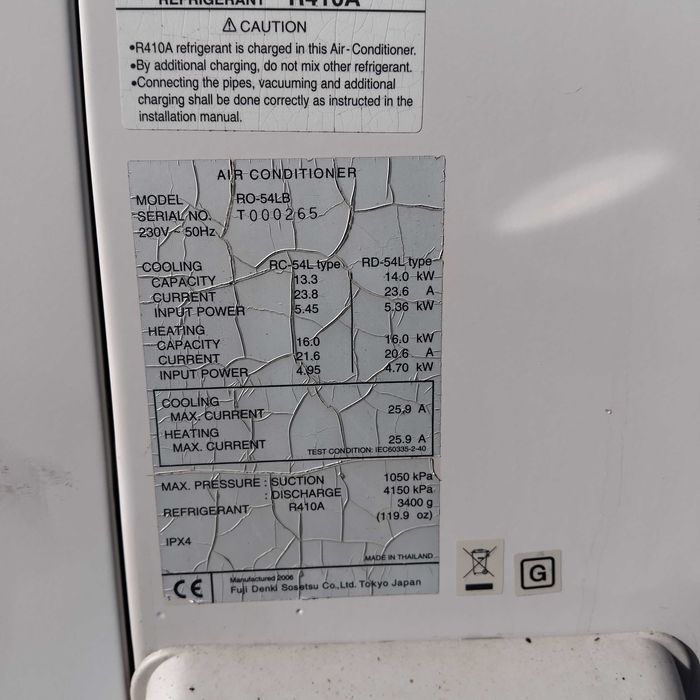 REFRIGERANT R410A
⚠ CAUTION
•R410A refrigerant is charged in this Air-Conditioner.
•By additional charging, do not mix other refrigerant.
•Connecting the pipes, vacuuming and additional
charging shall be done correctly as instructed in the
installation manual.
AIR CONDITIONER
MODEL RO-54LB
SERIAL NO. T000265
230V ~ 50Hz
COOLING RC-54L type RD-54L type
CAPACITY 13.3 14.0 kW
CURRENT 23.8 23.6 A
INPUT POWER 5.45 5.36 kW
HEATING
CAPACITY 16.0 16.0 kW
CURRENT 21.6 20.6 A
INPUT POWER 4.95 4.70 kW
COOLING
MAX. CURRENT 25.9 A
HEATING
MAX. CURRENT 25.9 A
TEST CONDITION: IEC60335-2-40
MAX. PRESSURE : SUCTION 1050 kPa
: DISCHARGE 4150 kPa
REFRIGERANT R410A 3400 g
(119.9 oz)
IPX4
MADE IN THAILAND
CE Manufactured 2006
Fuji Denki Sosetsu Co.,Ltd. Tokyo Japan
G